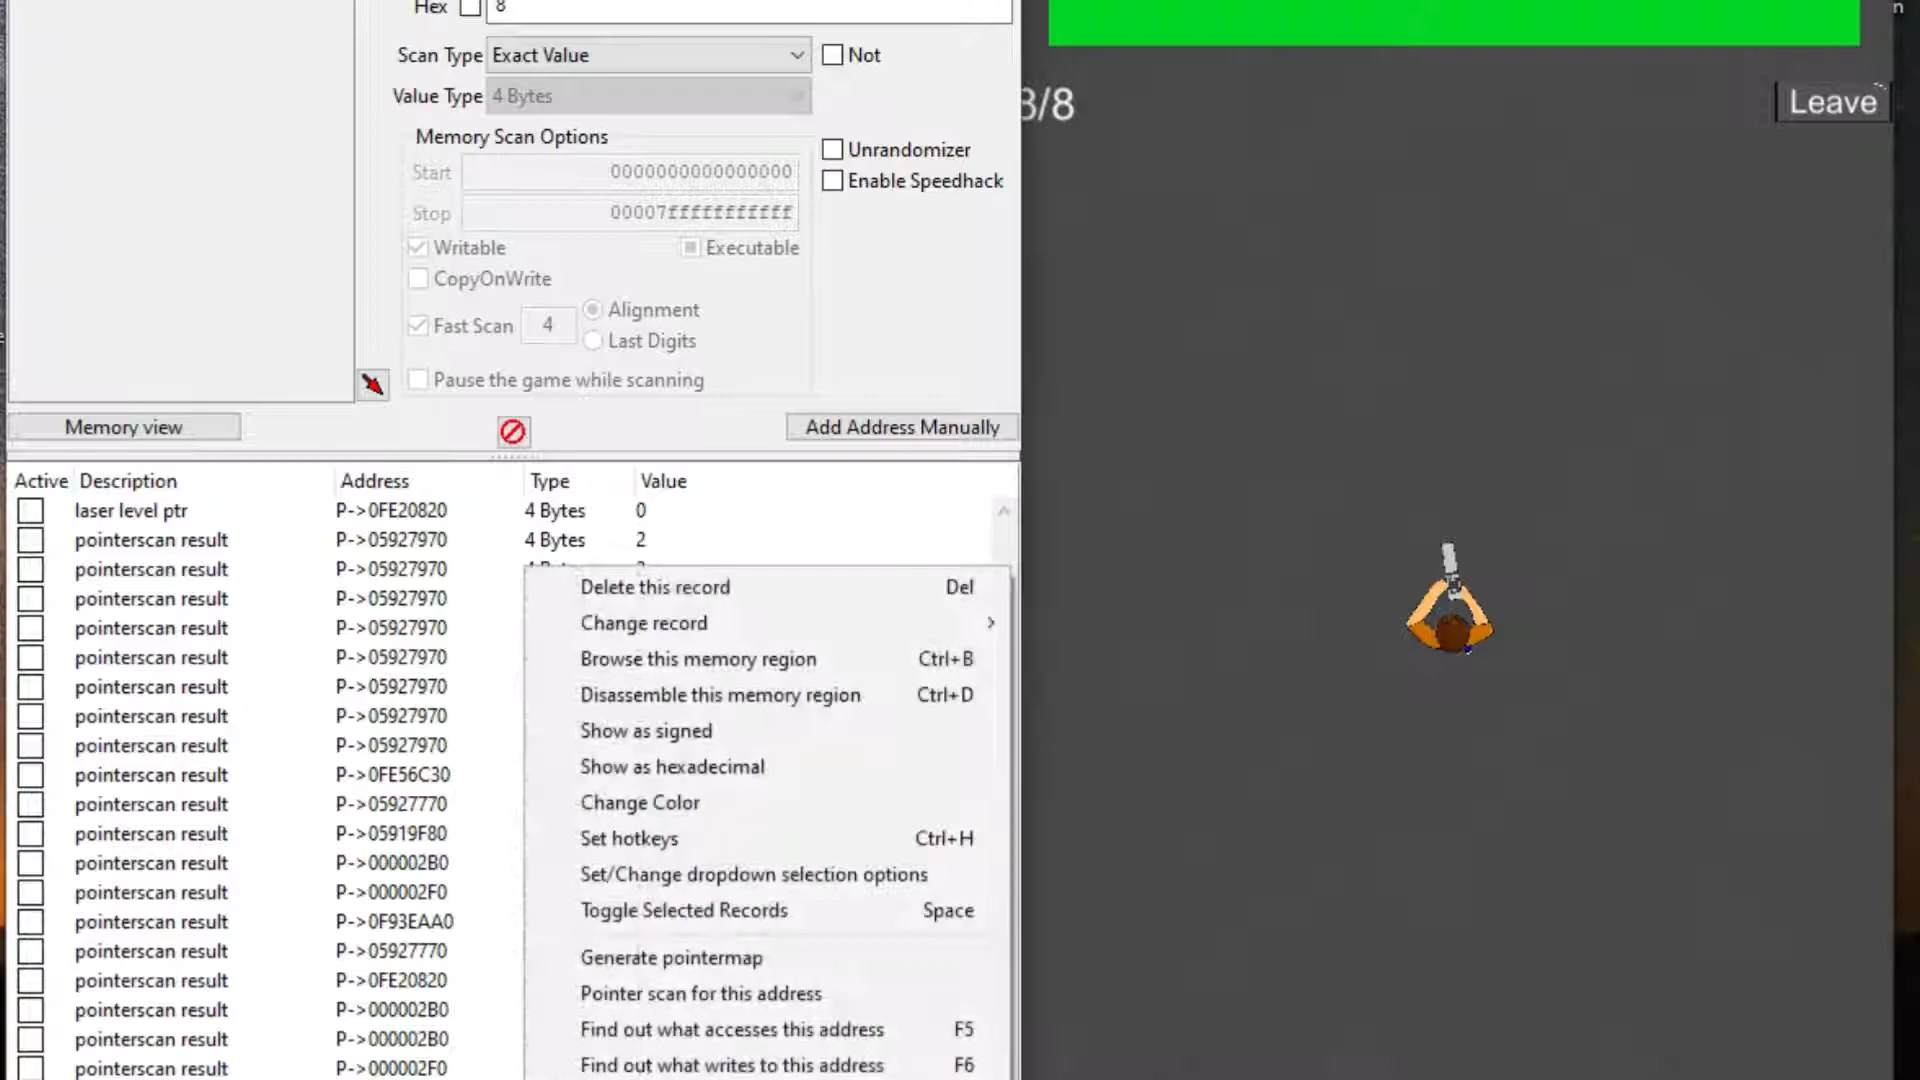 Hex 8
Scan Type Exact Value Not
Value Type 4 Bytes
Memory Scan Options
Start 0000000000000000
Stop 00007fffffffffff
Writable Executable
CopyOnWrite
Fast Scan 4 Alignment
Last Digits
Pause the game while scanning
Unrandomizer
Enable Speedhack
Memory view
Add Address Manually
Active Description Address Type Value
laser level ptr P->0FE20820 4 Bytes 0
pointerscan result P->05927970 4 Bytes 2
pointerscan result P->05927970
pointerscan result P->05927970
pointerscan result P->05927970
pointerscan result P->05927970
pointerscan result P->05927970
pointerscan result P->05927970
pointerscan result P->05927970
pointerscan result P->0FE56C30
pointerscan result P->05927770
pointerscan result P->05919F80
pointerscan result P->000002B0
pointerscan result P->000002F0
pointerscan result P->0F93EAA0
pointerscan result P->05927770
pointerscan result P->0FE20820
pointerscan result P->000002B0
pointerscan result P->000002B0
pointerscan result P->000002F0
Delete this record Del
Change record
Browse this memory region Ctrl+B
Disassemble this memory region Ctrl+D
Show as signed
Show as hexadecimal
Change Color
Set hotkeys Ctrl+H
Set/Change dropdown selection options
Toggle Selected Records Space
Generate pointermap
Pointer scan for this address
Find out what accesses this address F5
Find out what writes to this address F6
/8
Leave